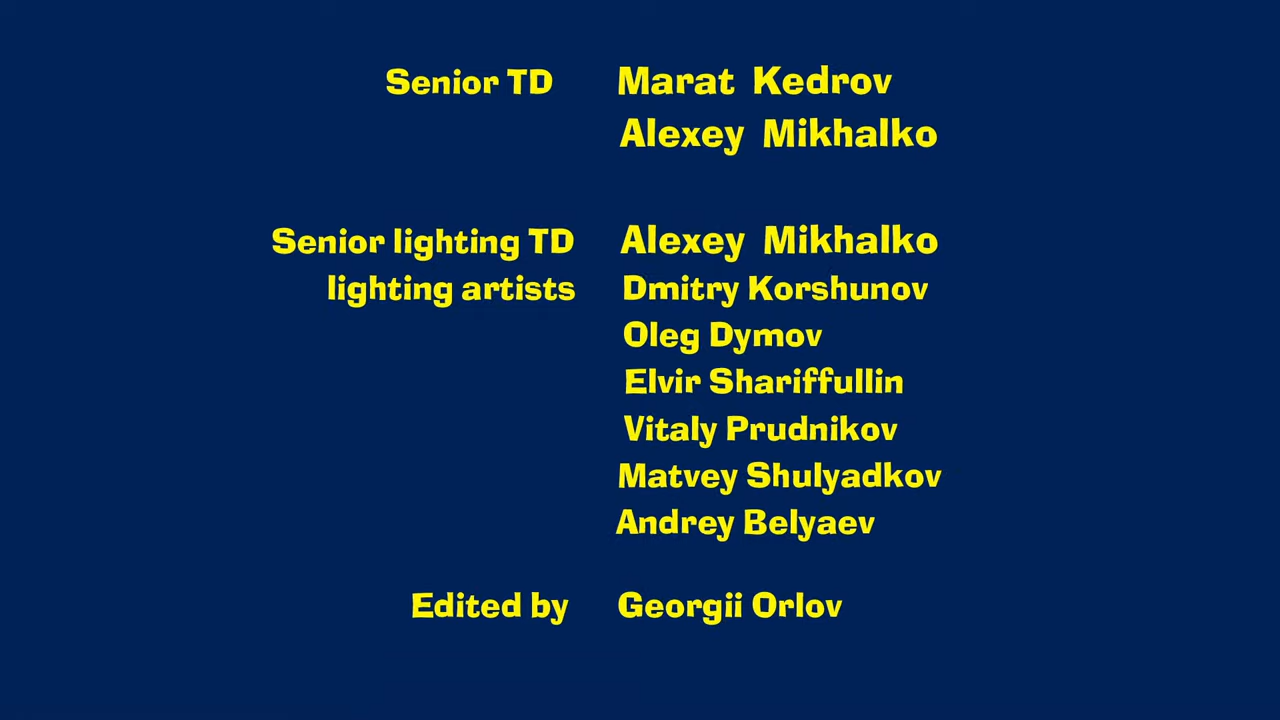 Senior TD Marat Kedrov
Alexey Mikhalko
Senior lighting TD Alexey Mikhalko
lighting artists Dmitry Korshunov
Oleg Dymov
Elvir Shariffullin
Vitaly Prudnikov
Matvey Shulyadkov
Andrey Belyaev
Edited by Georgii Orlov